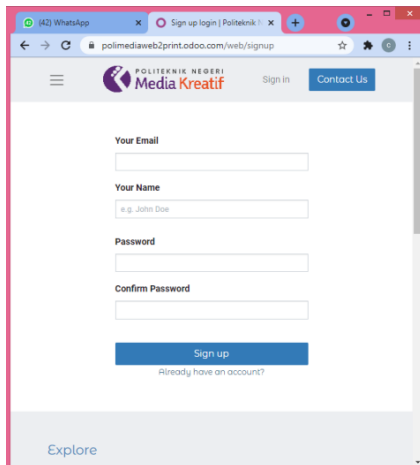 (42) WhatsApp
Sign up login | Politeknik N
polimediaweb2print.odoo.com/web/signup
POLITEKNIK NEGERI
Media Kreatif
Sign in
Contact Us
Your Email
Your Name
e.g. John Doe
Password
Confirm Password
Sign up
Already have an account?
Explore